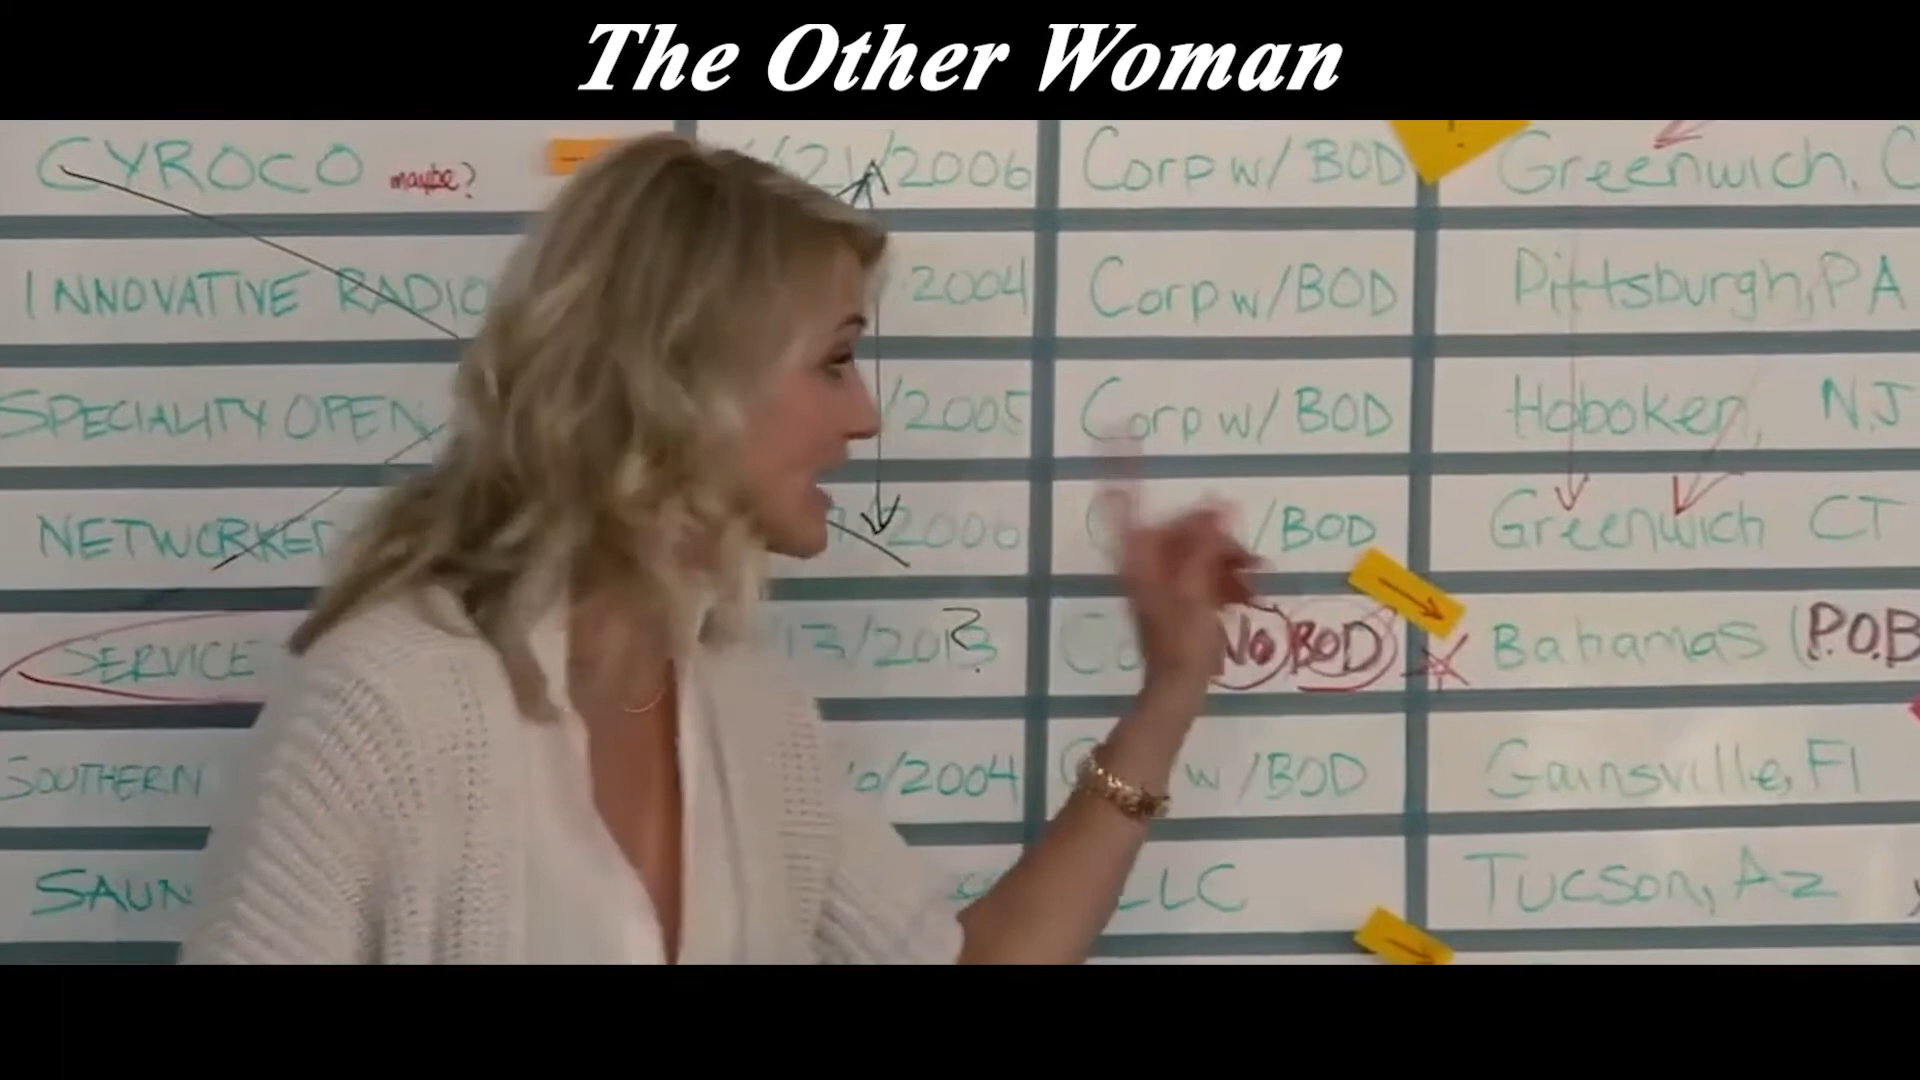 The Other Woman
CYROCO maybe? /21/2006 Corp w/ BOD Greenwich, C
INNOVATIVE RADIO 2004 Corp w/ BOD Pittsburgh, PA
SPECIALITY OPEN /2005 Corp w/ BOD Hoboken, NJ
NETWORKER /2006 /BOD Greenwich CT
SERVICE 13/2013 ? No BOD Bahamas (P.O.B
SOUTHERN 0/2004 w/BOD Gainsville, Fl
SAUN LLC Tucson, Az